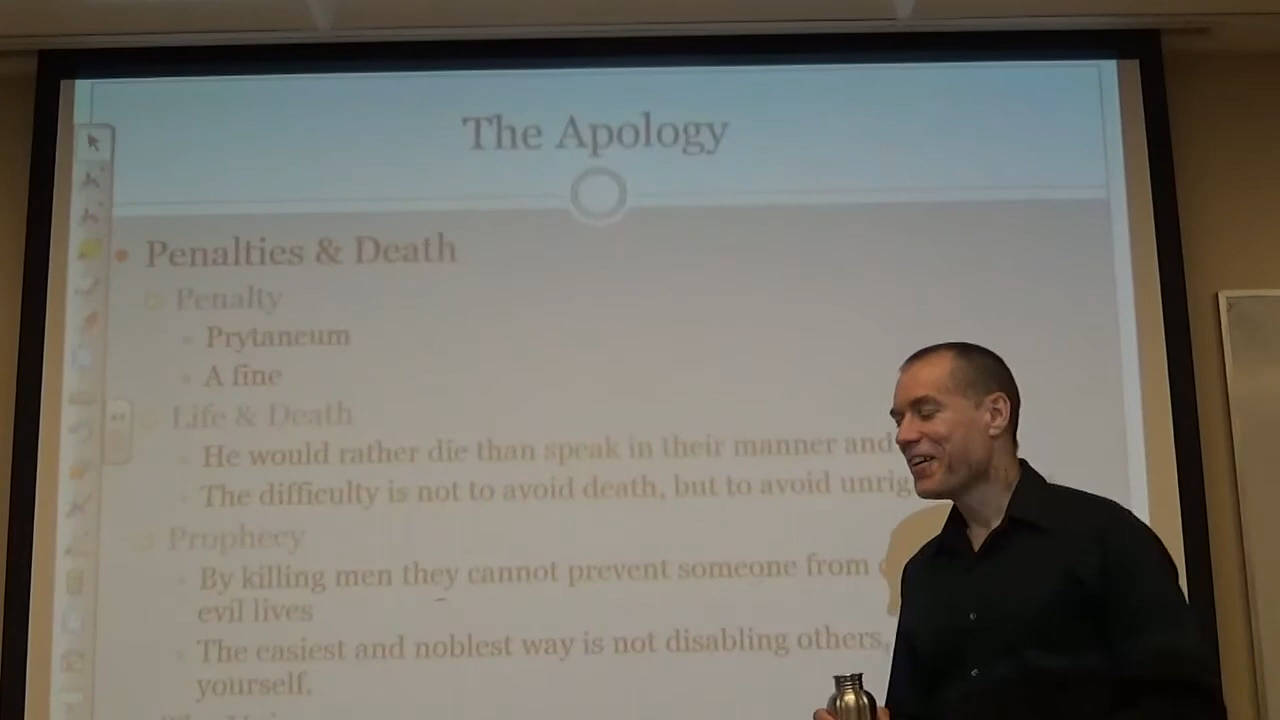 The Apology
Penalties & Death
Penalty
Prytaneum
A fine
Life & Death
He would rather die than speak in their manner and
The difficulty is not to avoid death, but to avoid
Prophecy
By killing men they cannot prevent someone from
evil lives
The easiest and noblest way is not disabling others,
yourself.